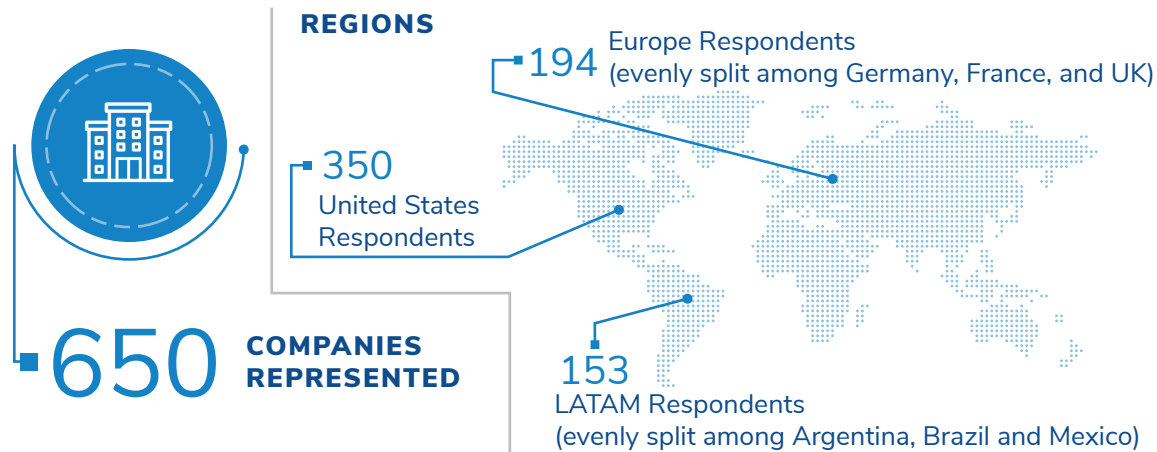 REGIONS
194
Europe Respondents
(evenly split among Germany, France, and UK)
350
United States
Respondents
650
COMPANIES
REPRESENTED
153
LATAM Respondents
(evenly split among Argentina, Brazil and Mexico)